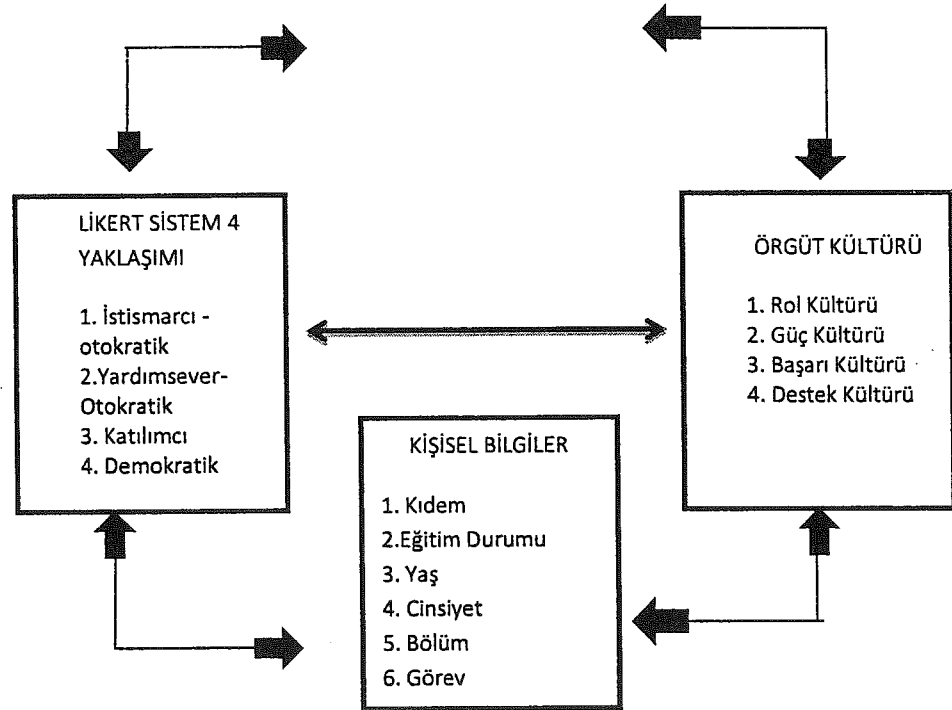 LİKERT SİSTEM 4
YAKLAŞIMI
1. İstismarcı -
otokratik
2.Yardımsever-
Otokratik
3. Katılımcı
4. Demokratik
ÖRGÜT KÜLTÜRÜ
1. Rol Kültürü
2. Güç Kültürü
3. Başarı Kültürü
4. Destek Kültürü
KİŞİSEL BİLGİLER
1. Kıdem
2.Eğitim Durumu
3. Yaş
4. Cinsiyet
5. Bölüm
6. Görev